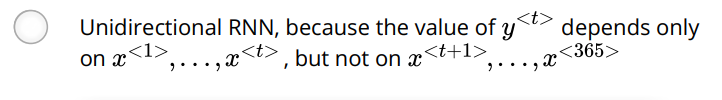 Unidirectional RNN, because the value of y<t> depends only
on x<1>,...,x<t>, but not on x<t+1>,...,x<365>